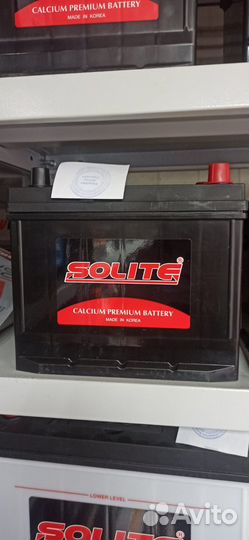 CALCIUM PREMIUM BATTERY
MADE IN KOREA
SOLITE®
CALCIUM PREMIUM BATTERY
MADE IN KOREA
LOWER LEVEL
SOLITE
Avito